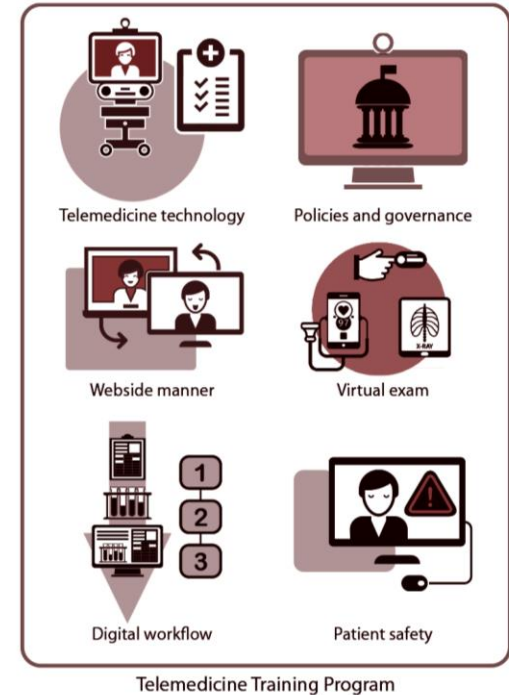 Telemedicine technology
Policies and governance
Webside manner
X-RAY
Virtual exam
1
2
3
Digital workflow
Patient safety
Telemedicine Training Program